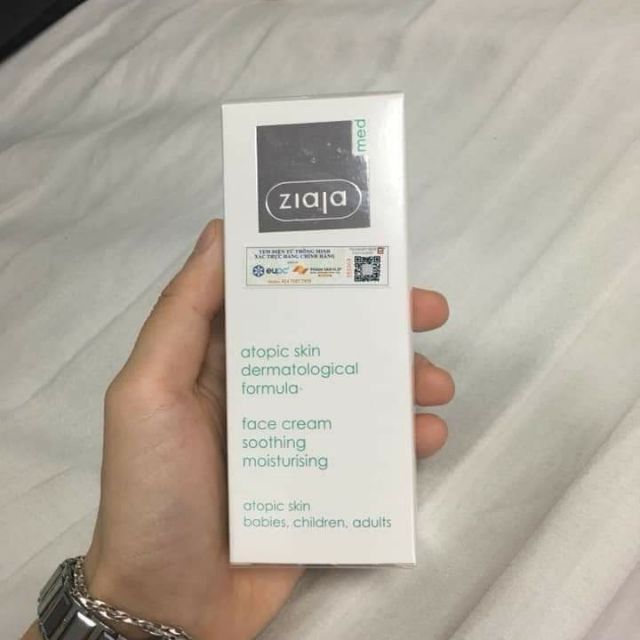 med
ziaja
TEM ĐIỆN TỬ THÔNG MINH
XÁC THỰC HÀNG CHÍNH HÃNG
eupc
atopic skin
dermatological
formula
face cream
soothing
moisturising
atopic skin
babies, children, adults